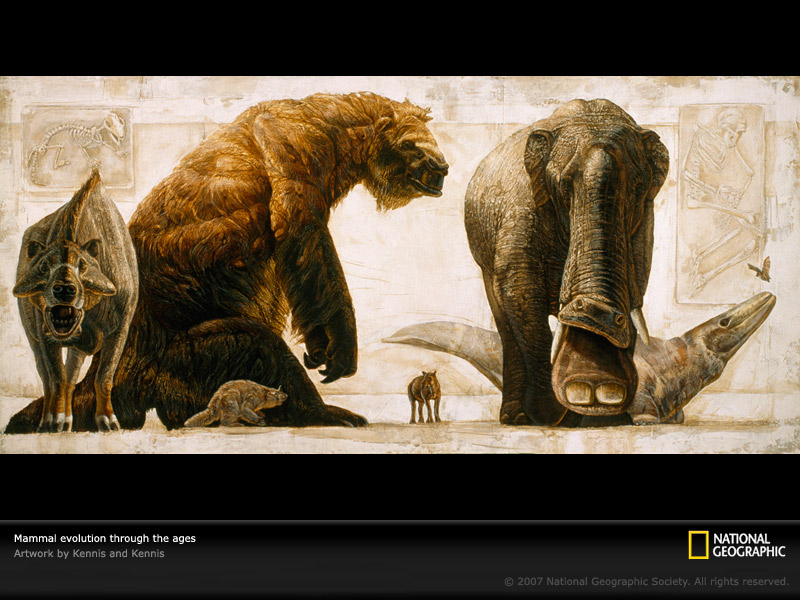 Mammal evolution through the ages
Artwork by Kennis and Kennis
NATIONAL
GEOGRAPHIC
© 2007 National Geographic Society. All rights reserved.